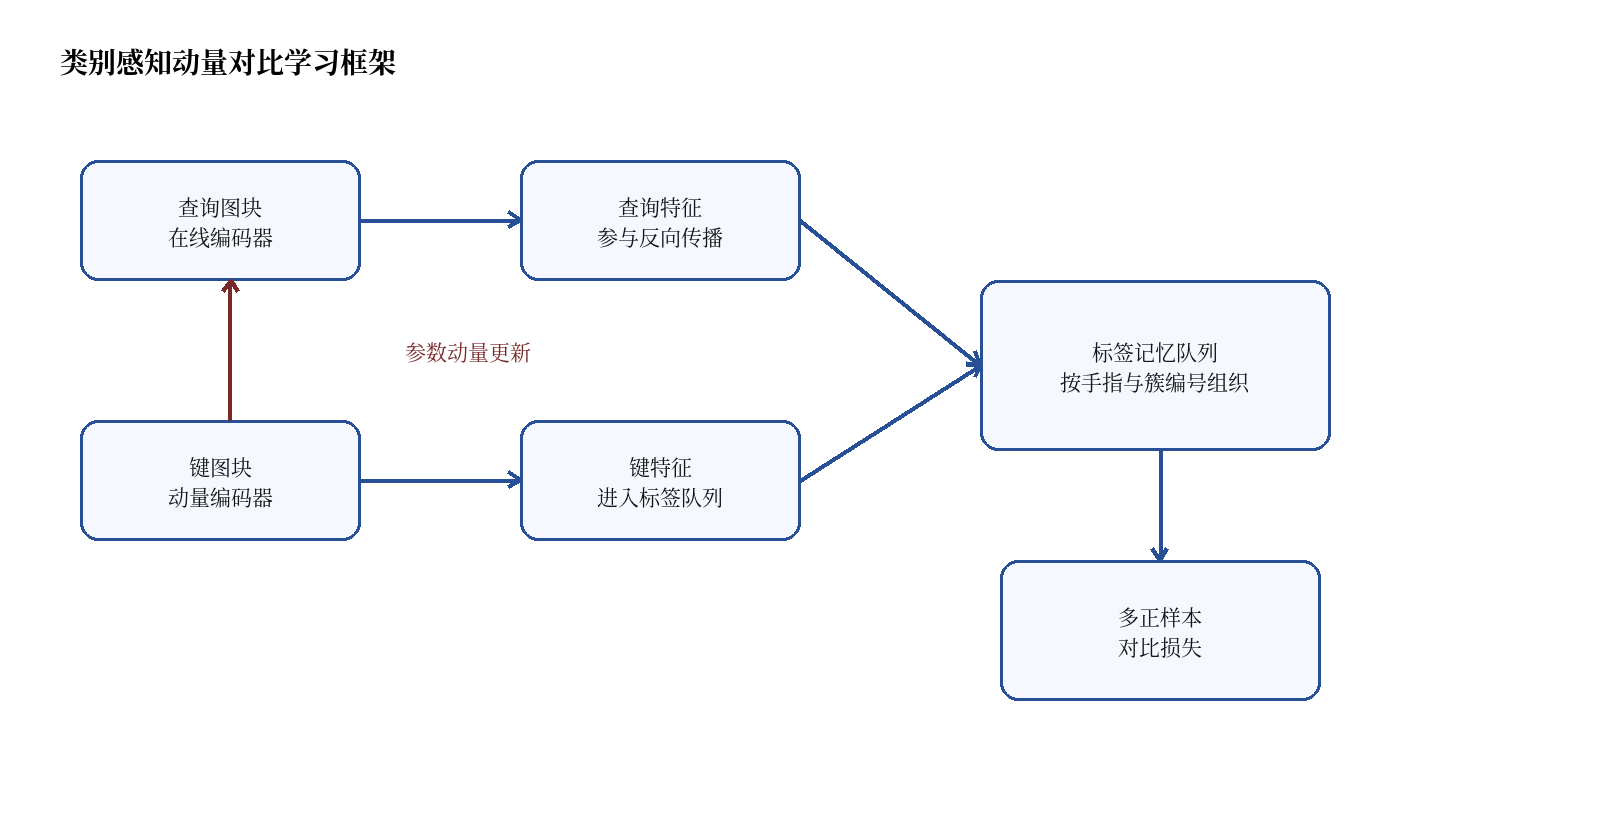 类别感知动量对比学习框架
查询图块
在线编码器
查询特征
参与反向传播
参数动量更新
标签记忆队列
按手指与簇编号组织
键图块
动量编码器
键特征
进入标签队列
多正样本
对比损失